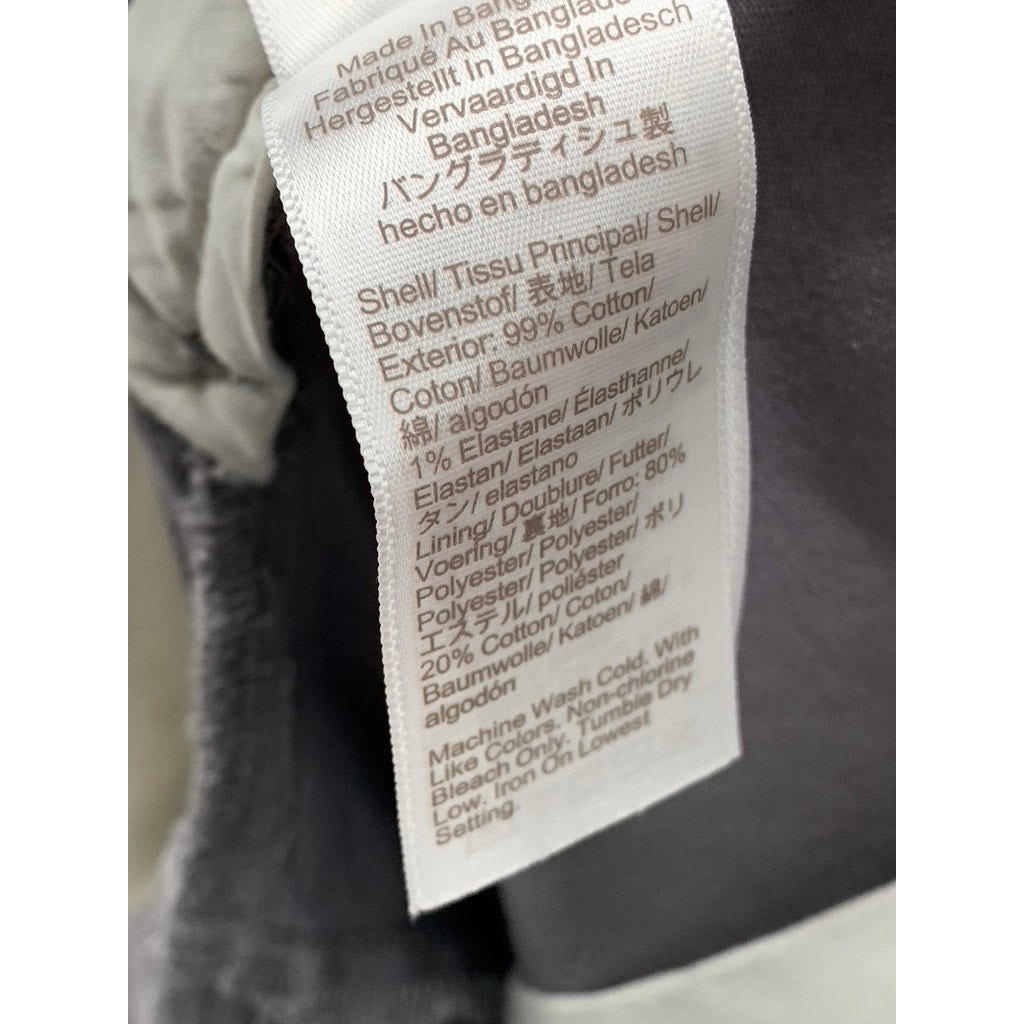 Made In Bang
Fabriqué Au Banglade
Hergestellt In Bangladesch
Vervaardigd In
Bangladesh
バングラディシュ製
hecho en bangladesh
Shell/ Tissu Principal/ Shell/
Bovenstof/ 表地/ Tela
Exterior: 99% Cotton/
Coton/ Baumwolle/ Katoen/
綿/ algodón
1% Elastane/ Élasthanne/
Elastan/ Elastaan/ ポリウレ
タン/ elastano
Lining/ Doublure/ Futter/
Voering/ 裏地/ Forro: 80%
Polyester/ Polyester/
Polyester/ Polyester/ ポリ
エステル/ poliéster
20% Cotton/ Coton/
Baumwolle/ Katoen/ 綿/
algodón
Machine Wash Cold. With
Like Colors. Non-chlorine
Bleach Only. Tumble Dry
Low. Iron On Lowest
Setting.